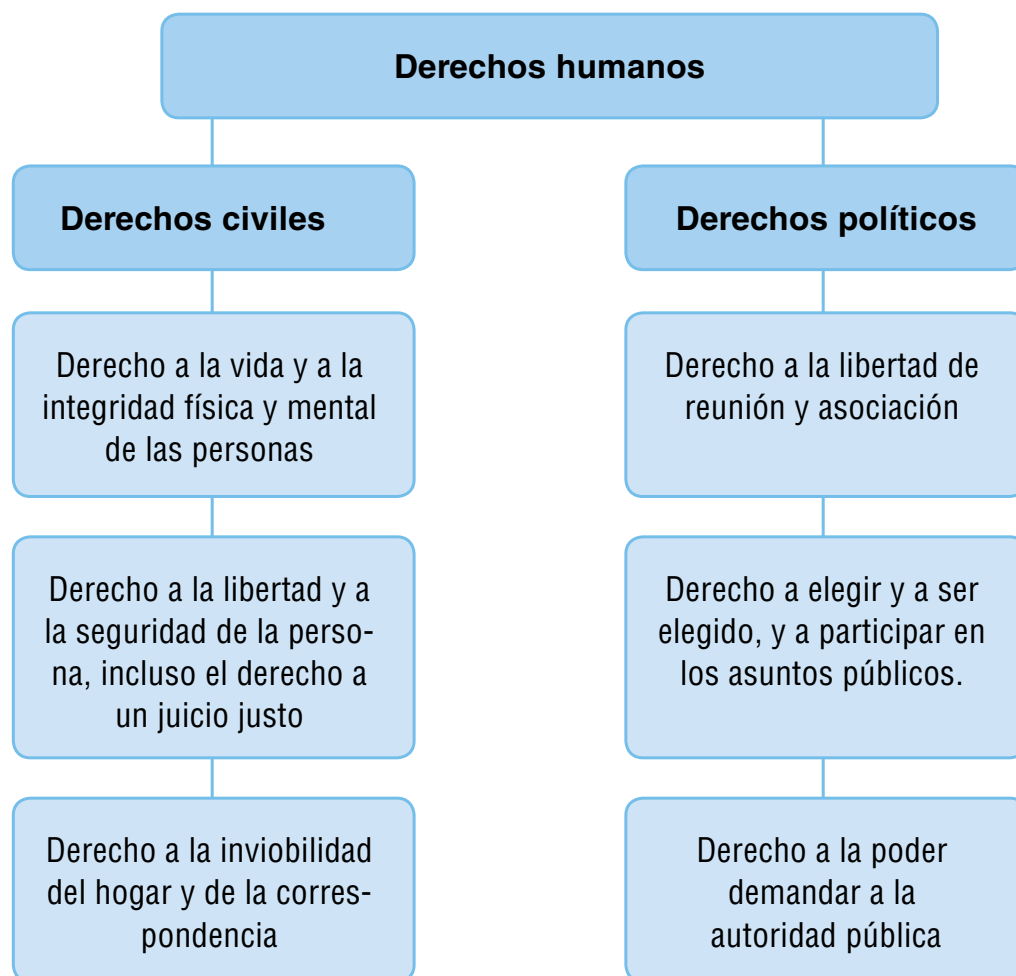 Derechos humanos
Derechos civiles
Derecho a la vida y a la
integridad física y mental
de las personas
Derecho a la libertad y a
la seguridad de la perso-
na, incluso el derecho a
un juicio justo
Derecho a la inviobilidad
del hogar y de la corres-
pondencia
Derechos políticos
Derecho a la libertad de
reunión y asociación
Derecho a elegir y a ser
elegido, y a participar en
los asuntos públicos.
Derecho a la poder
demandar a la
autoridad pública